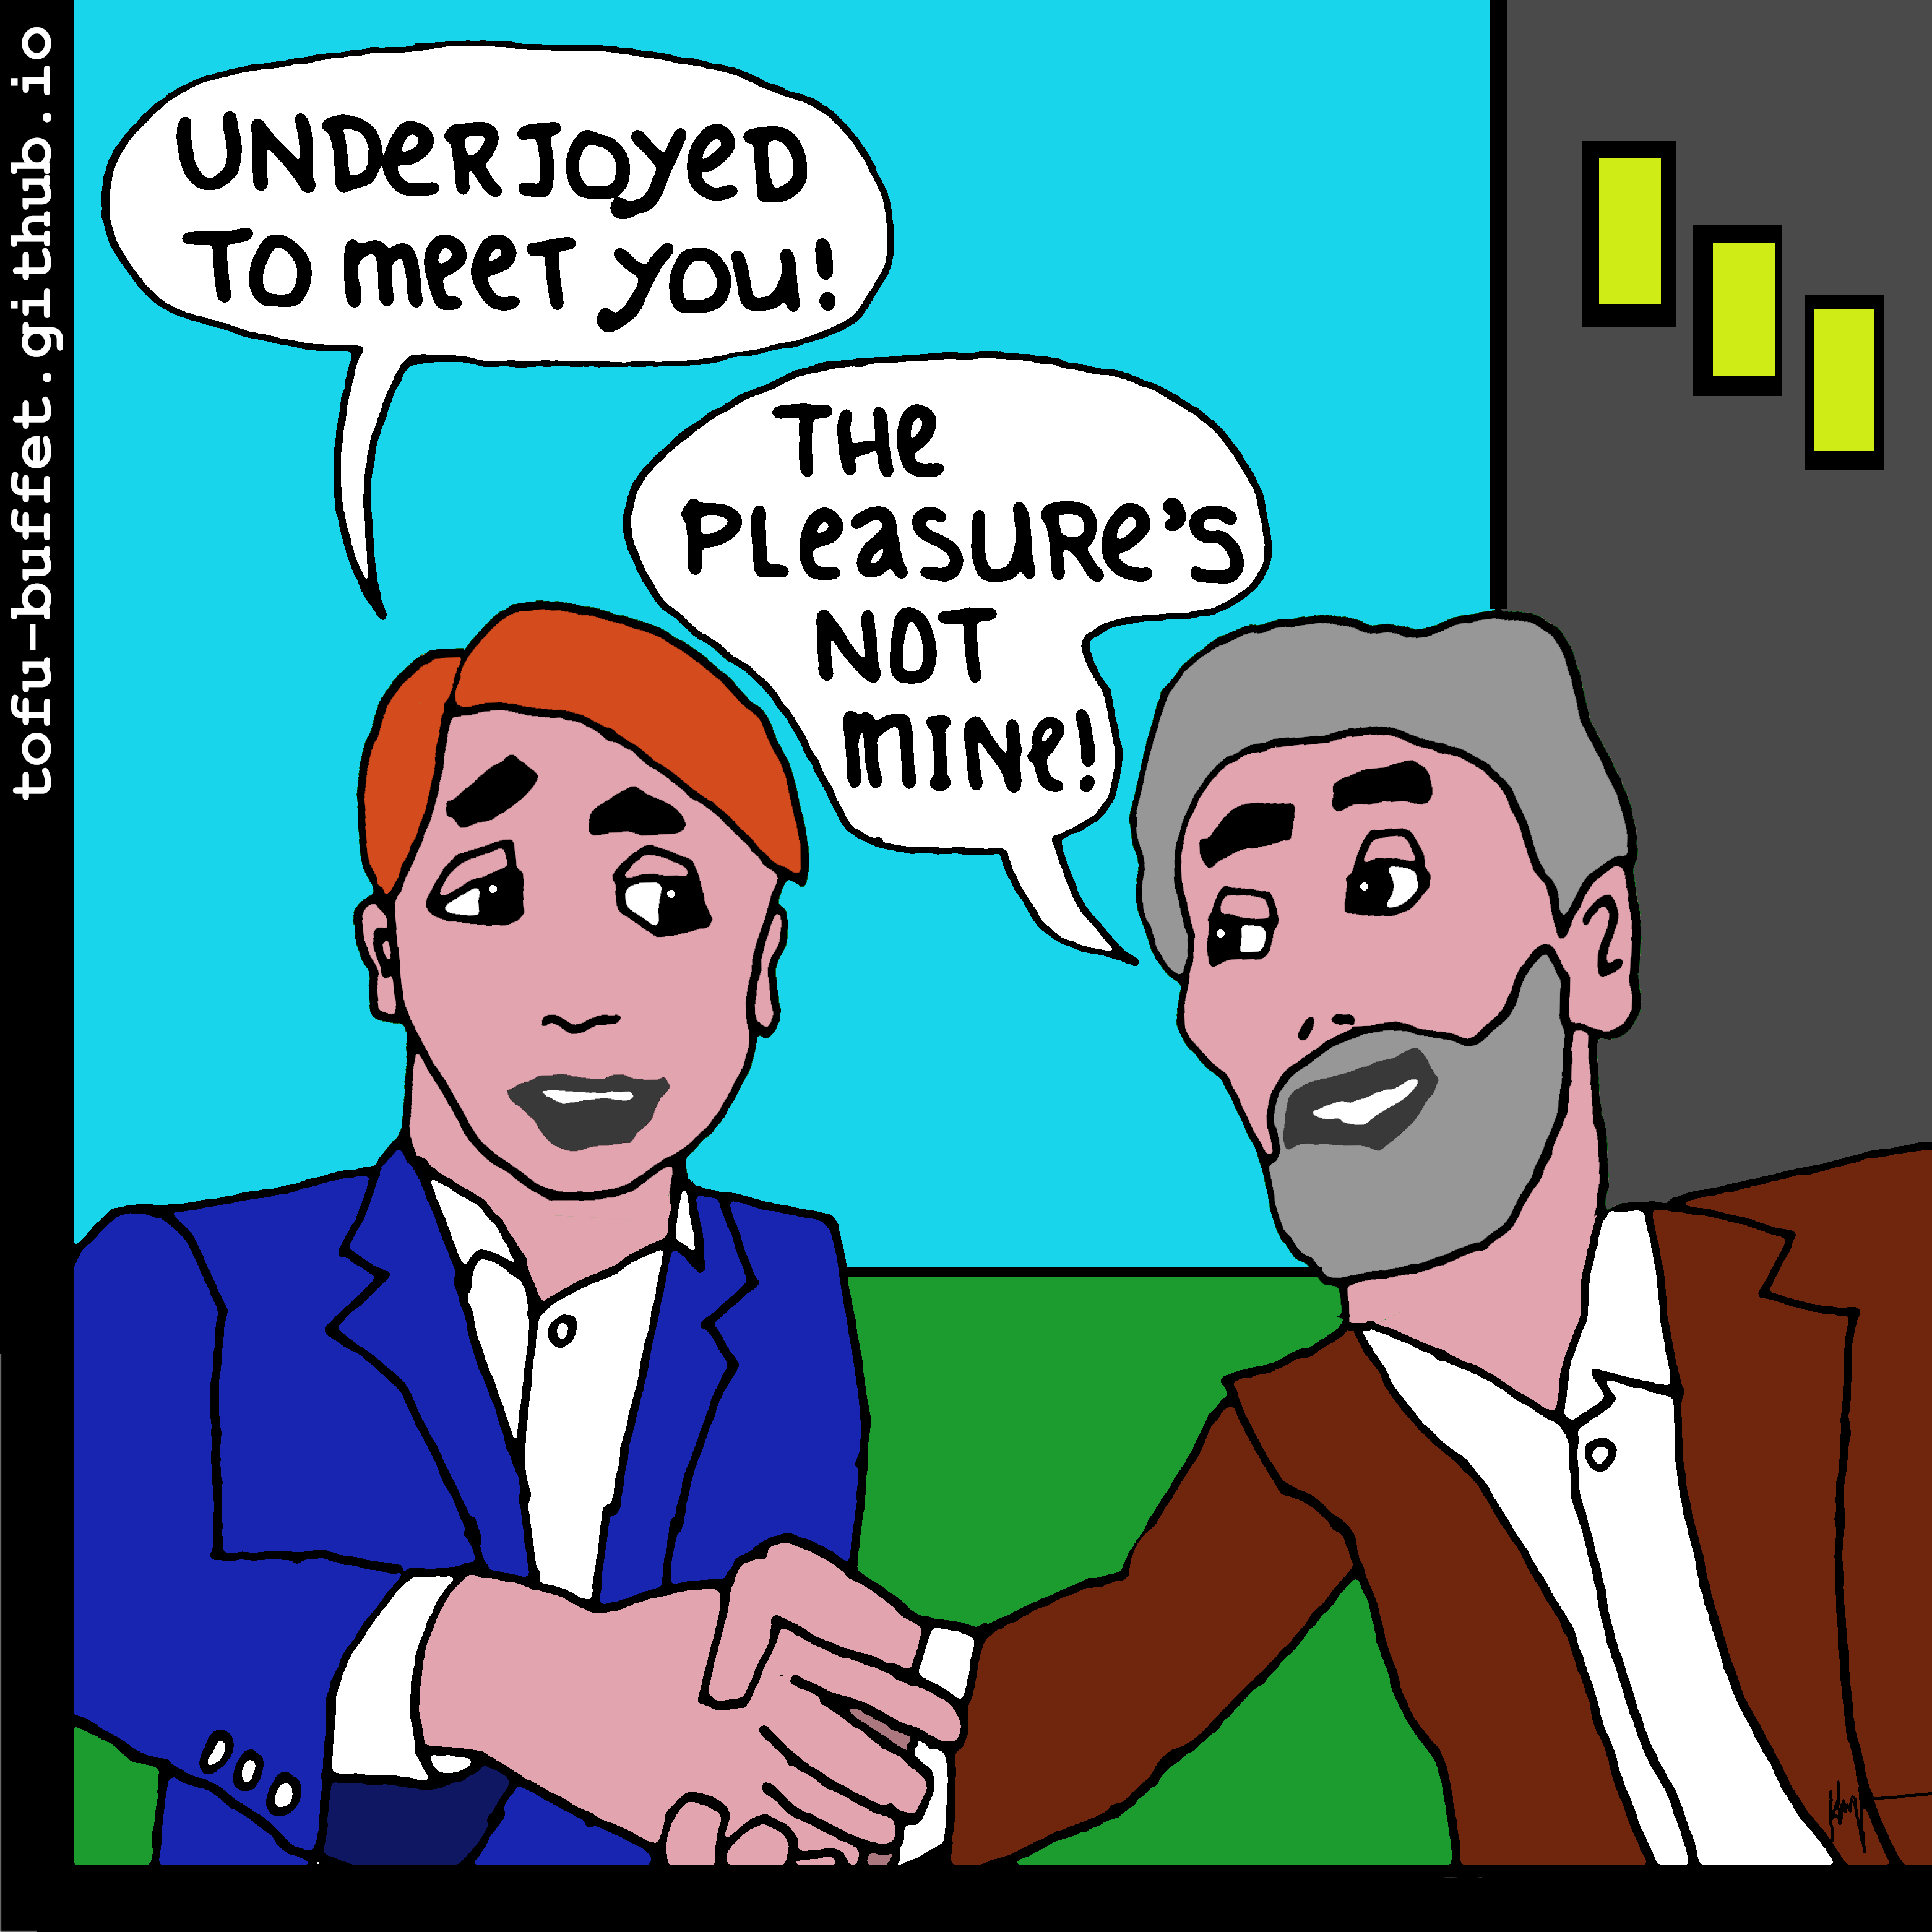 tofu-buffet.github.io
UNDERJOYED
TO MEET YOU!
THE
PLEASURE'S
NOT
MINE!